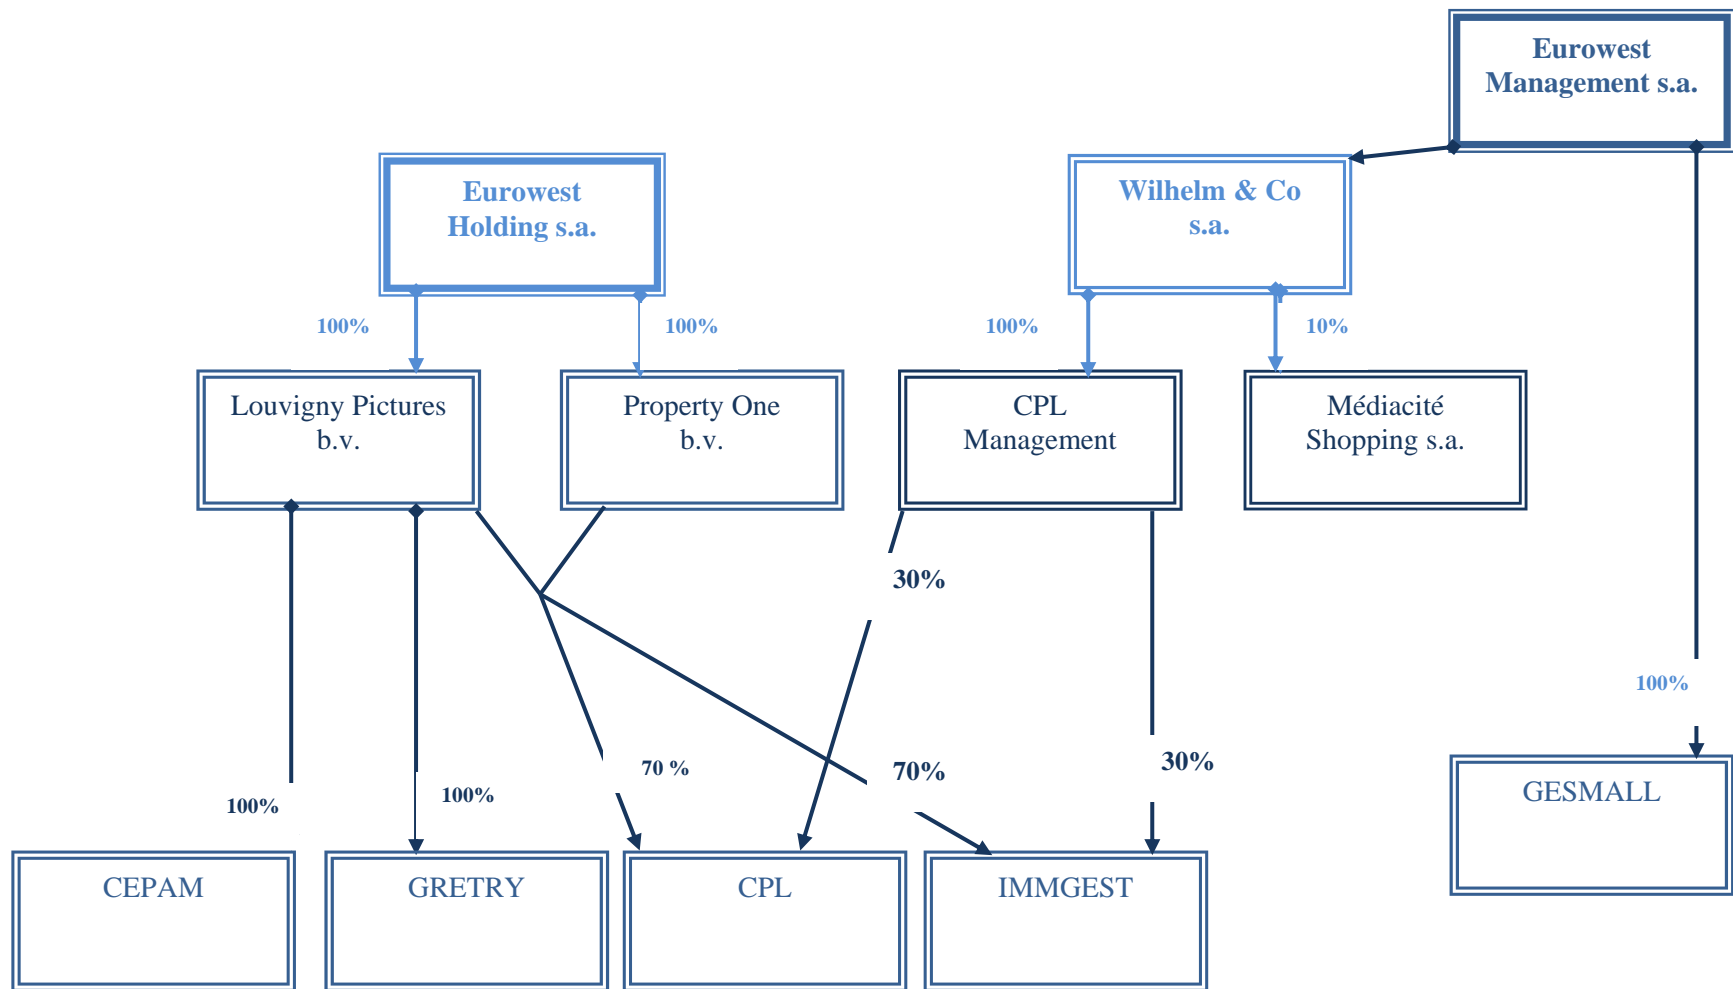 Eurowest
Management s.a.
Eurowest
Holding s.a.
Wilhelm & Co
s.a.
100%
100%
100%
10%
Louvigny Pictures
b.v.
Property One
b.v.
CPL
Management
Médiacité
Shopping s.a.
30%
100%
70 %
70%
30%
100%
100%
GESMALL
CEPAM
GRETRY
CPL
IMMGEST